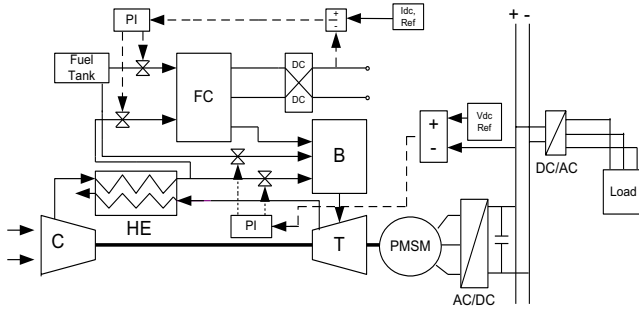 PI
+
-
Idc,
Ref
+ -
Fuel
Tank
FC
DC
DC
B
+
-
Vdc
Ref
DC/AC
Load
HE
PI
C
T
PMSM
AC/DC